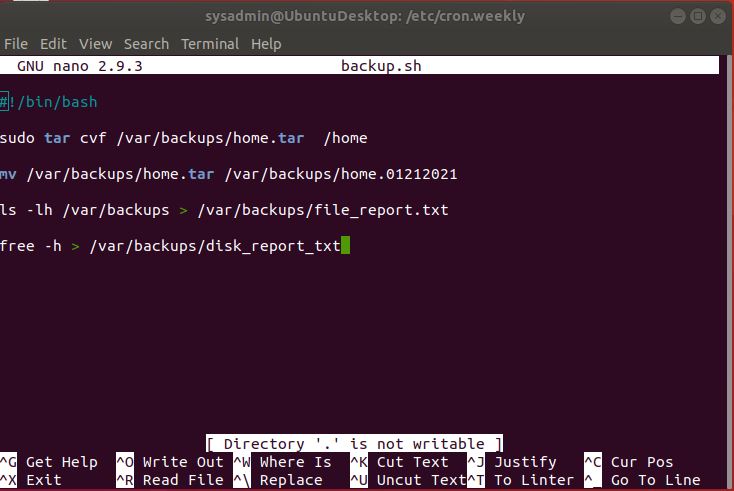 sysadmin@UbuntuDesktop: /etc/cron.weekly
File Edit View Search Terminal Help
GNU nano 2.9.3 backup.sh
#!/bin/bash
sudo tar cvf /var/backups/home.tar  /home
mv /var/backups/home.tar /var/backups/home.01212021
ls -lh /var/backups > /var/backups/file_report.txt
free -h > /var/backups/disk_report_txt
[ Directory '.' is not writable ]
^G Get Help ^O Write Out ^W Where Is ^K Cut Text ^J Justify ^C Cur Pos
^X Exit ^R Read File ^\ Replace ^U Uncut Text ^T To Linter ^_ Go To Line